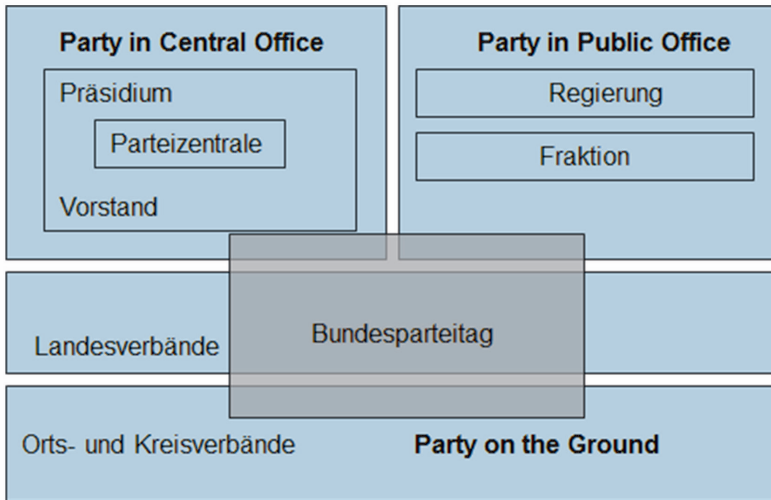 Party in Central Office
Präsidium
Parteizentrale
Vorstand
Party in Public Office
Regierung
Fraktion
Landesverbände
Bundesparteitag
Orts- und Kreisverbände
Party on the Ground